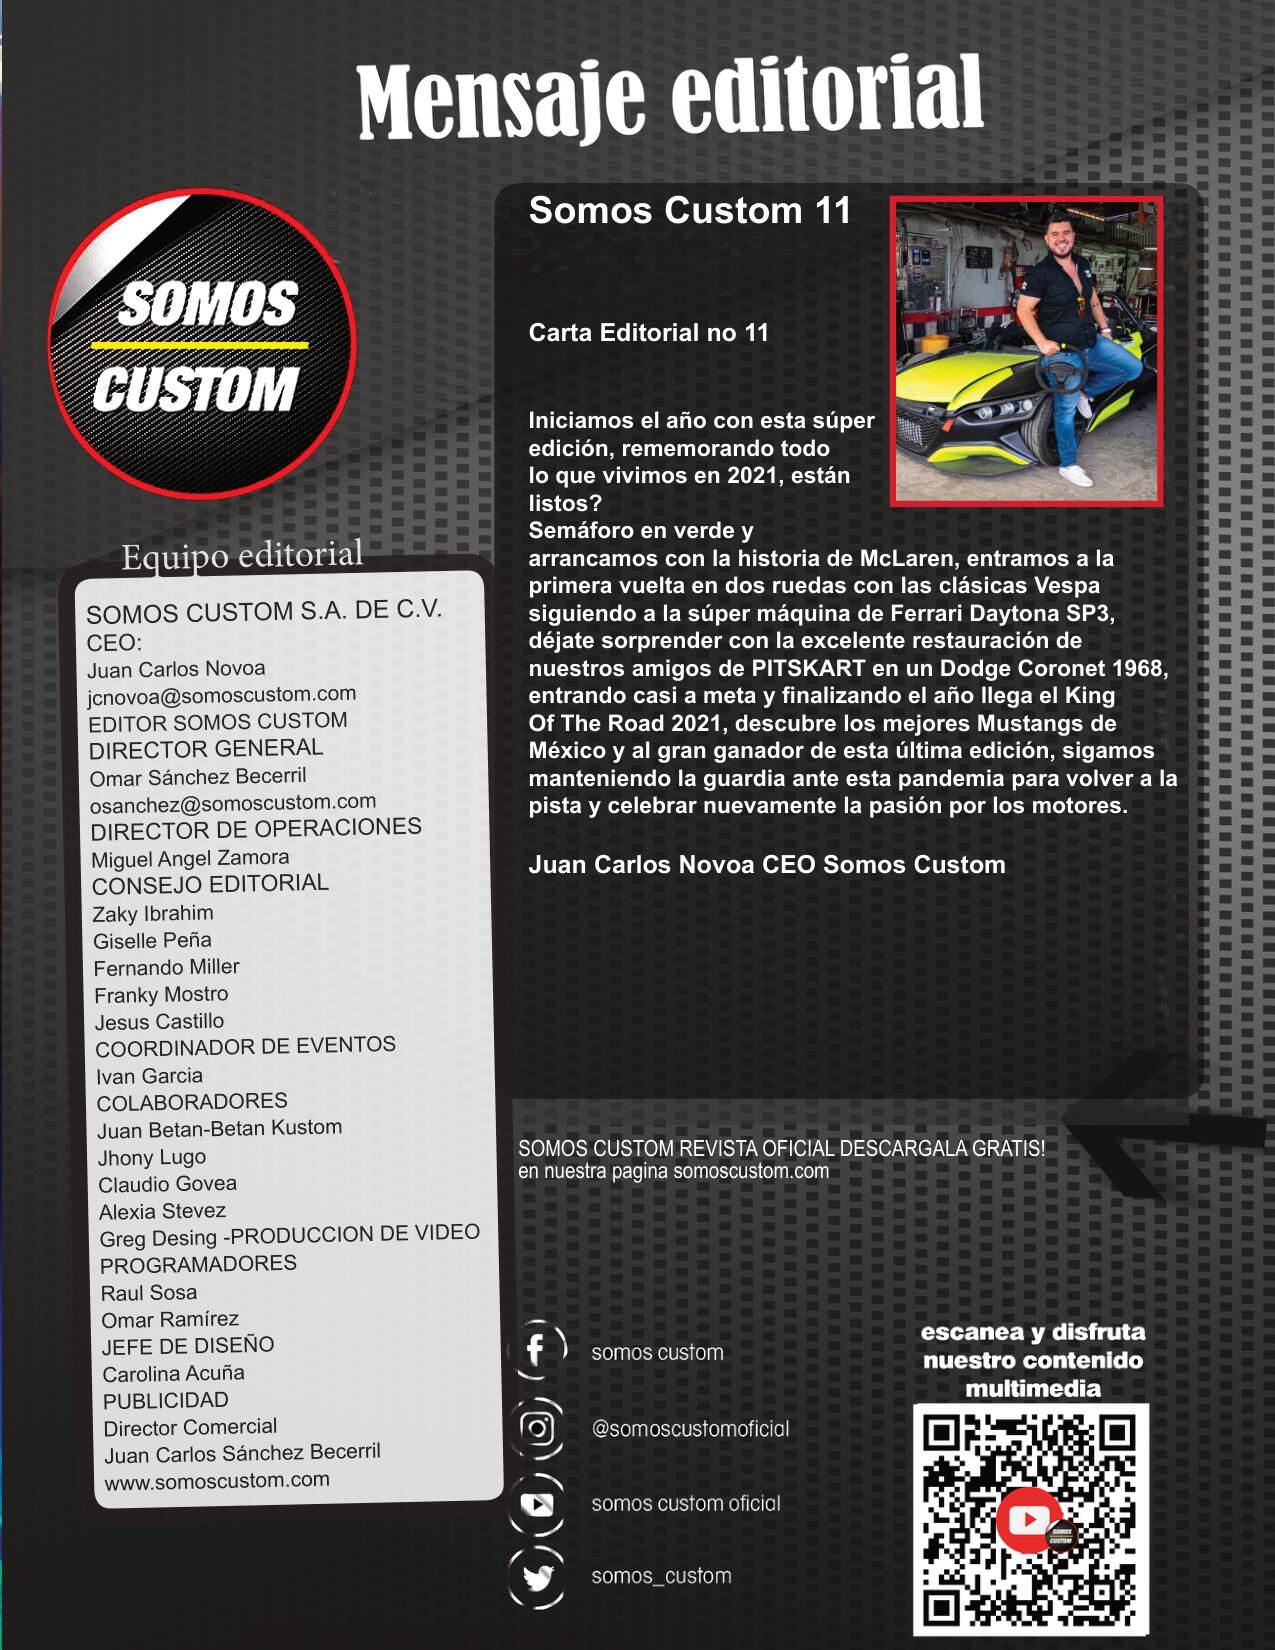 Mensaje editorial
SOMOS
CUSTOM
Equipo editorial
SOMOS CUSTOM S.A. DE C.V.
CEO:
Juan Carlos Novoa
jcnovoa@somoscustom.com
EDITOR SOMOS CUSTOM
DIRECTOR GENERAL
Omar Sánchez Becerril
osanchez@somoscustom.com
DIRECTOR DE OPERACIONES
Miguel Angel Zamora
CONSEJO EDITORIAL
Zaky Ibrahim
Giselle Peña
Fernando Miller
Franky Mostro
Jesus Castillo
COORDINADOR DE EVENTOS
Ivan Garcia
COLABORADORES
Juan Betan-Betan Kustom
Jhony Lugo
Claudio Govea
Alexia Stevez
Greg Desing -PRODUCCION DE VIDEO
PROGRAMADORES
Raul Sosa
Omar Ramírez
JEFE DE DISEÑO
Carolina Acuña
PUBLICIDAD
Director Comercial
Juan Carlos Sánchez Becerril
www.somoscustom.com
Somos Custom 11
Carta Editorial no 11
Iniciamos el año con esta súper
edición, rememorando todo
lo que vivimos en 2021, están
listos?
Semáforo en verde y
arrancamos con la historia de McLaren, entramos a la
primera vuelta en dos ruedas con las clásicas Vespa
siguiendo a la súper máquina de Ferrari Daytona SP3,
déjate sorprender con la excelente restauración de
nuestros amigos de PITSKART en un Dodge Coronet 1968,
entrando casi a meta y finalizando el año llega el King
Of The Road 2021, descubre los mejores Mustangs de
México y al gran ganador de esta última edición, sigamos
manteniendo la guardia ante esta pandemia para volver a la
pista y celebrar nuevamente la pasión por los motores.
Juan Carlos Novoa CEO Somos Custom
SOMOS CUSTOM REVISTA OFICIAL DESCARGALA GRATIS!
en nuestra pagina somoscustom.com
somos custom
@somoscustomoficial
somos custom oficial
somos_custom
escanea y disfruta
nuestro contenido
multimedia
SOMOS
CUSTOM